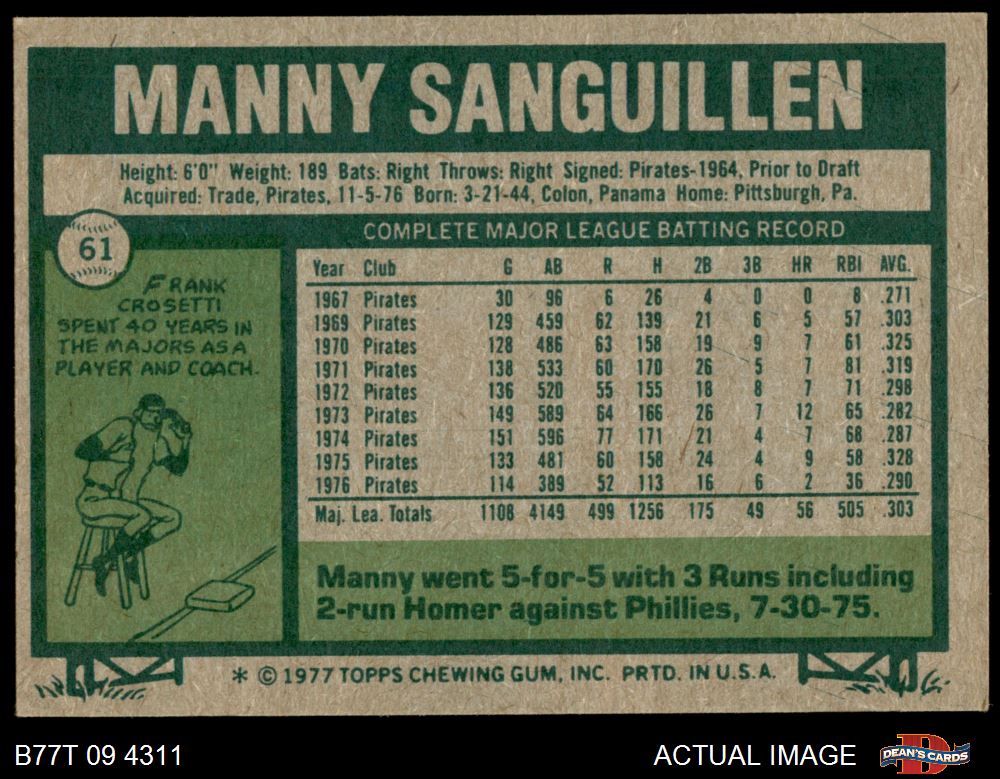 MANNY SANGUILLEN
Height: 6'0" Weight: 189 Bats: Right Throws: Right Signed: Pirates-1964, Prior to Draft
Acquired: Trade, Pirates, 11-5-76 Born: 3-21-44, Colon, Panama Home: Pittsburgh, Pa.
61
FRANK
CROSETTI
SPENT 40 YEARS IN
THE MAJORS AS A
PLAYER AND COACH.
COMPLETE MAJOR LEAGUE BATTING RECORD
Year Club G AB R H 2B 3B HR RBI AVG.
1967 Pirates 30 96 6 26 4 0 0 8 .271
1969 Pirates 129 459 62 139 21 6 5 57 .303
1970 Pirates 128 486 63 158 19 9 7 61 .325
1971 Pirates 138 533 60 170 26 5 7 81 .319
1972 Pirates 136 520 55 155 18 8 7 71 .298
1973 Pirates 149 589 64 166 26 7 12 65 .282
1974 Pirates 151 596 77 171 21 4 7 68 .287
1975 Pirates 133 481 60 158 24 4 9 58 .328
1976 Pirates 114 389 52 113 16 6 2 36 .290
Maj. Lea. Totals 1108 4149 499 1256 175 49 56 505 .303
Manny went 5-for-5 with 3 Runs including
2-run Homer against Phillies, 7-30-75.
* © 1977 TOPPS CHEWING GUM, INC. PRTD. IN U.S.A.
B77T 09 4311
ACTUAL IMAGE
DEAN'S CARDS